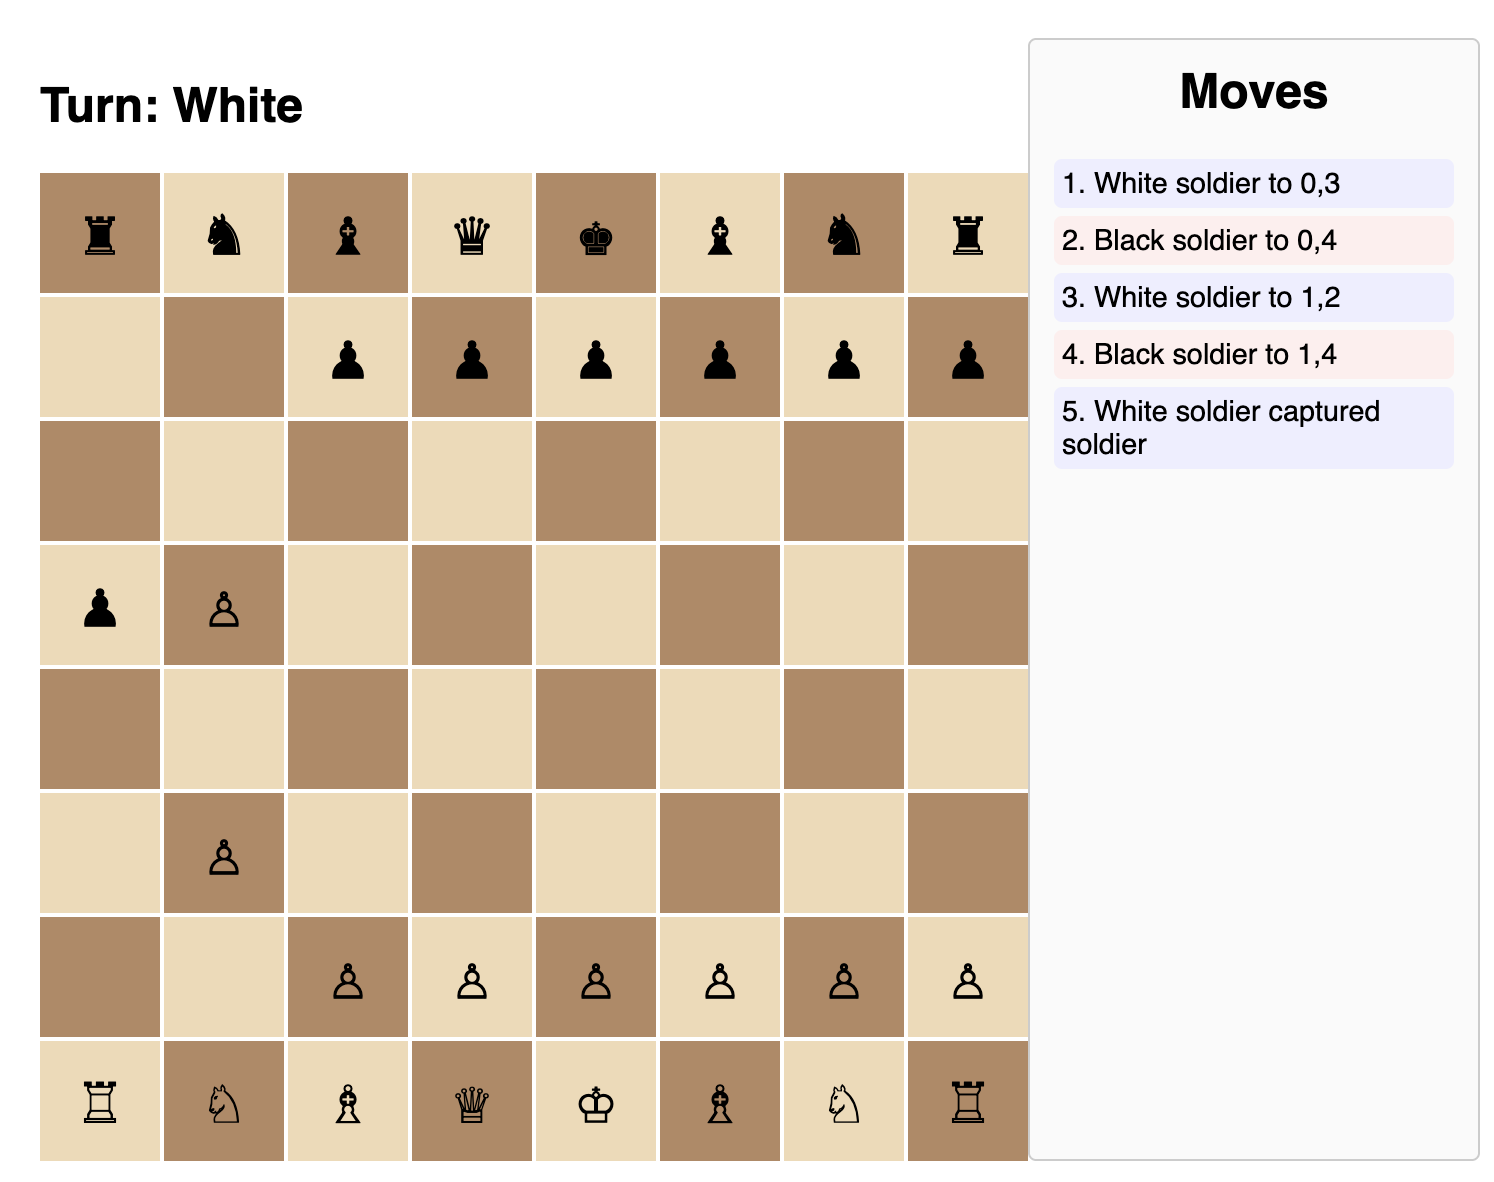 Turn: White
Moves
1. White soldier to 0,3
2. Black soldier to 0,4
3. White soldier to 1,2
4. Black soldier to 1,4
5. White soldier captured
soldier